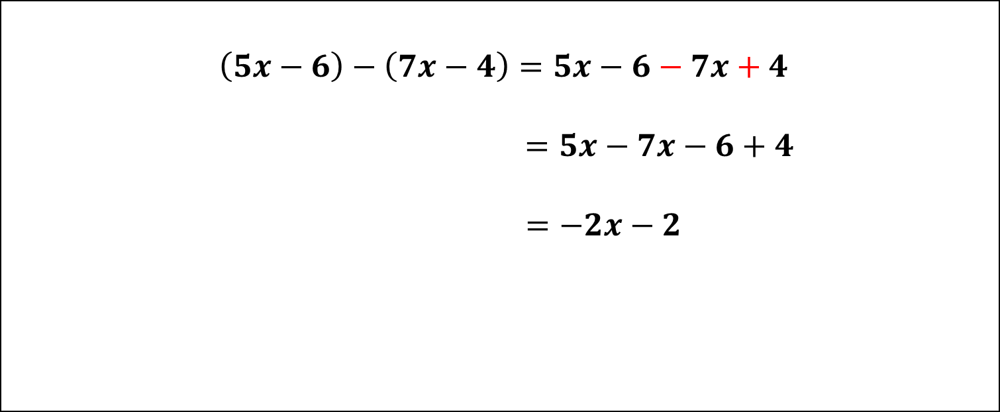 (5x − 6) − (7x − 4) = 5x − 6 − 7x + 4
= 5x − 7x − 6 + 4
= −2x − 2